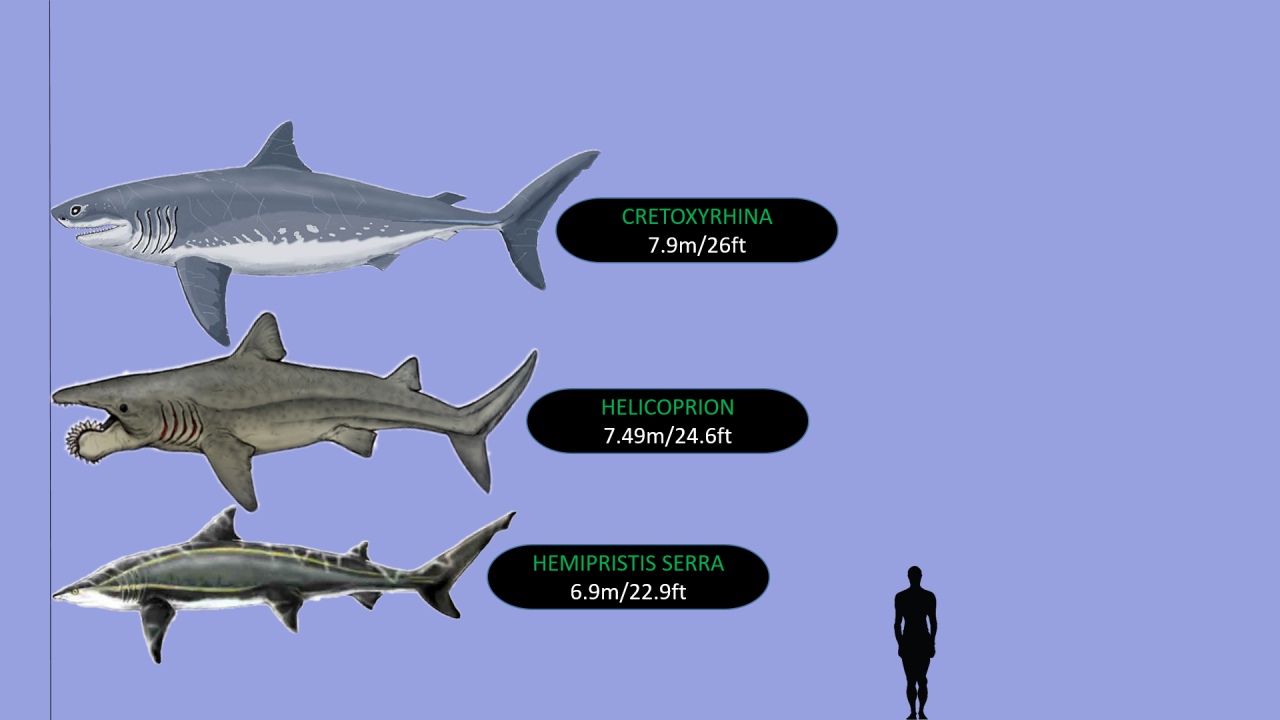 CRETOXYRHINA
7.9m/26ft
HELICOPRION
7.49m/24.6ft
HEMIPRISTIS SERRA
6.9m/22.9ft